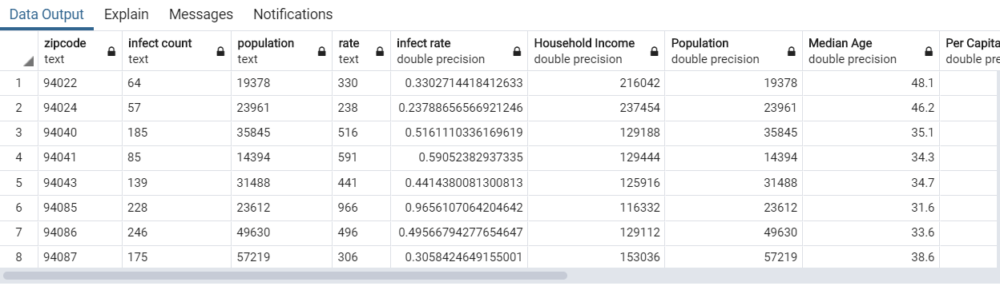 Data Output Explain Messages Notifications
zipcode infect count population rate infect rate Household Income Population Median Age Per Capita
text text text text double precision double precision double precision double precision double pre
1 94022 64 19378 330 0.3302714418412633 216042 19378 48.1
2 94024 57 23961 238 0.23788656566921246 237454 23961 46.2
3 94040 185 35845 516 0.5161110336169619 129188 35845 35.1
4 94041 85 14394 591 0.59052382937335 129444 14394 34.3
5 94043 139 31488 441 0.4414380081300813 125916 31488 34.7
6 94085 228 23612 966 0.9656107064204642 116332 23612 31.6
7 94086 246 49630 496 0.49566794277654647 129112 49630 33.6
8 94087 175 57219 306 0.3058424649155001 153036 57219 38.6